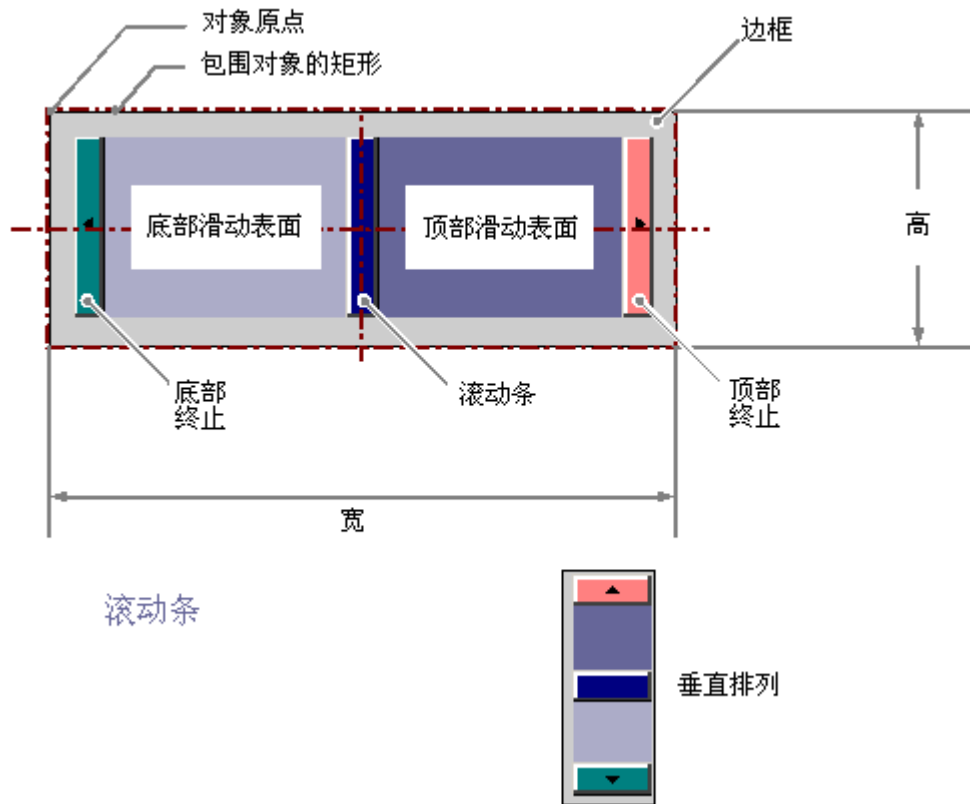 对象原点
边框
包围对象的矩形
底部滑动表面
顶部滑动表面
高
底部
终止
滚动条
顶部
终止
宽
滚动条
垂直排列